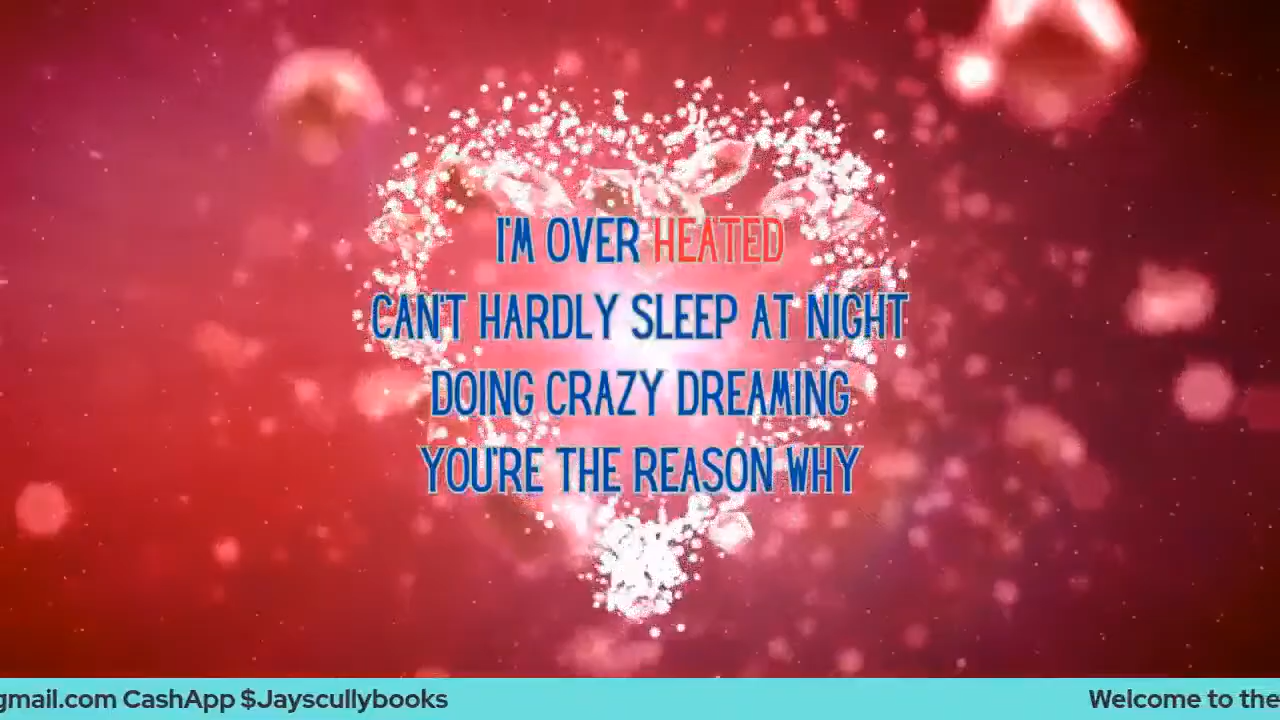 I'M OVER HEATED
CAN'T HARDLY SLEEP AT NIGHT
DOING CRAZY DREAMING
YOU'RE THE REASON WHY
gmail.com CashApp $Jayscullybooks
Welcome to the